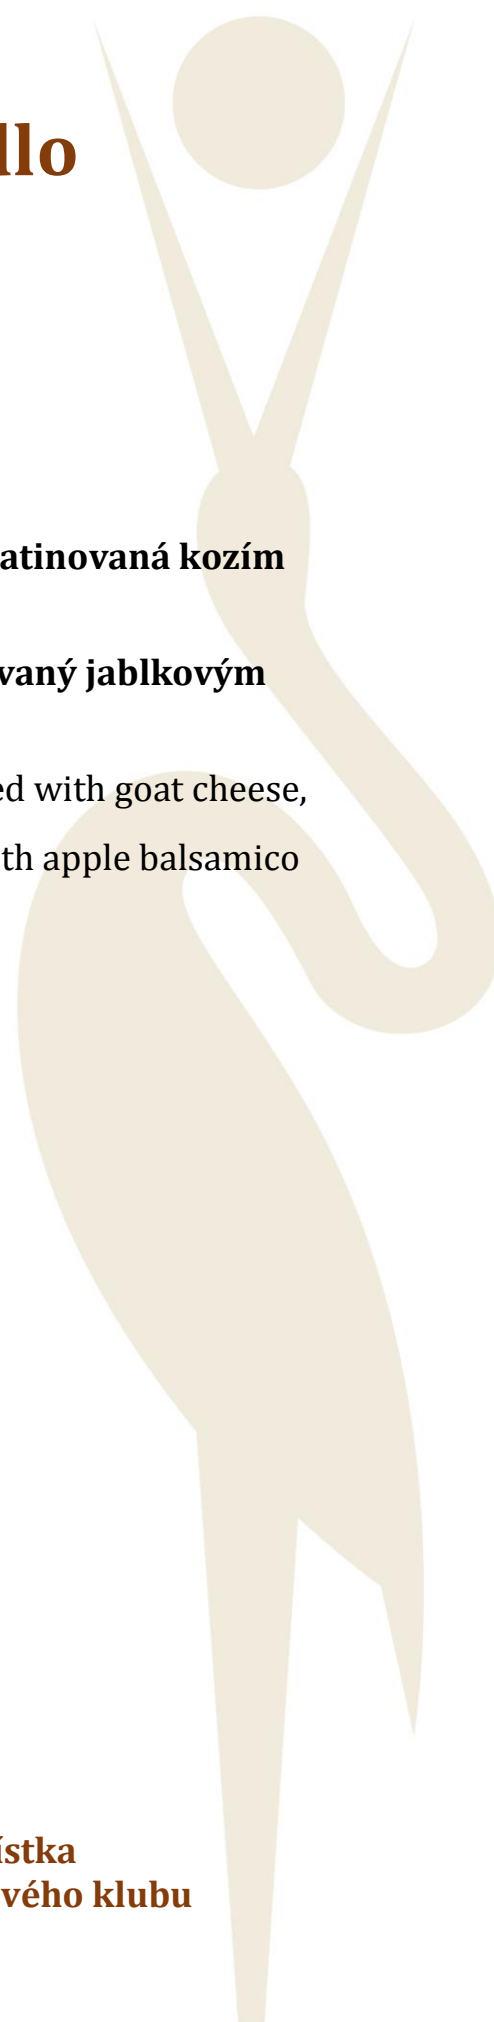 llo
atinovaná kozím
vaný jablkovým
ed with goat cheese,
th apple balsamico
ístka
vého klubu